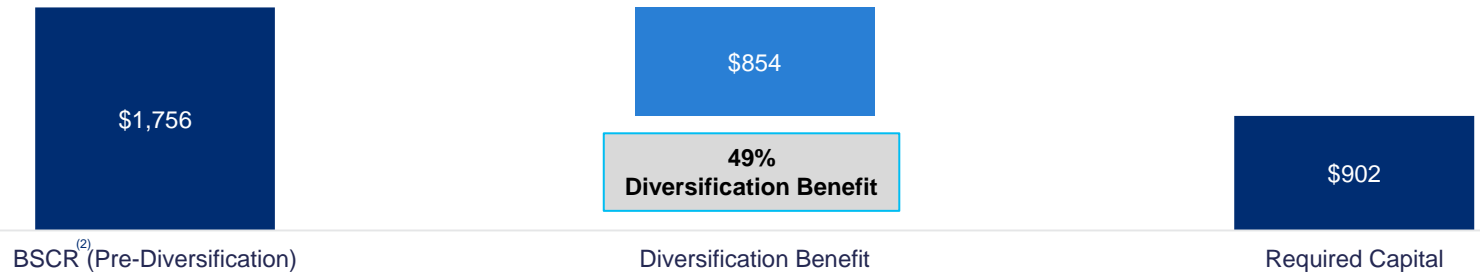 $1,756
$854
49%
Diversification Benefit
$902
BSCR(2)(Pre-Diversification)
Diversification Benefit
Required Capital